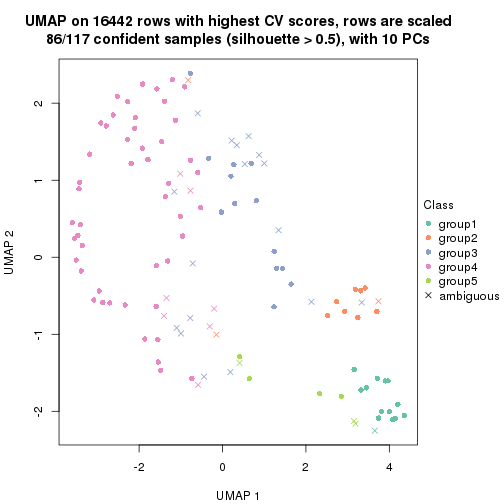 UMAP on 16442 rows with highest CV scores, rows are scaled
86/117 confident samples (silhouette > 0.5), with 10 PCs
UMAP 2
2
1
0
-1
-2
-2
0
2
4
UMAP 1
Class
group1
group2
group3
group4
group5
ambiguous